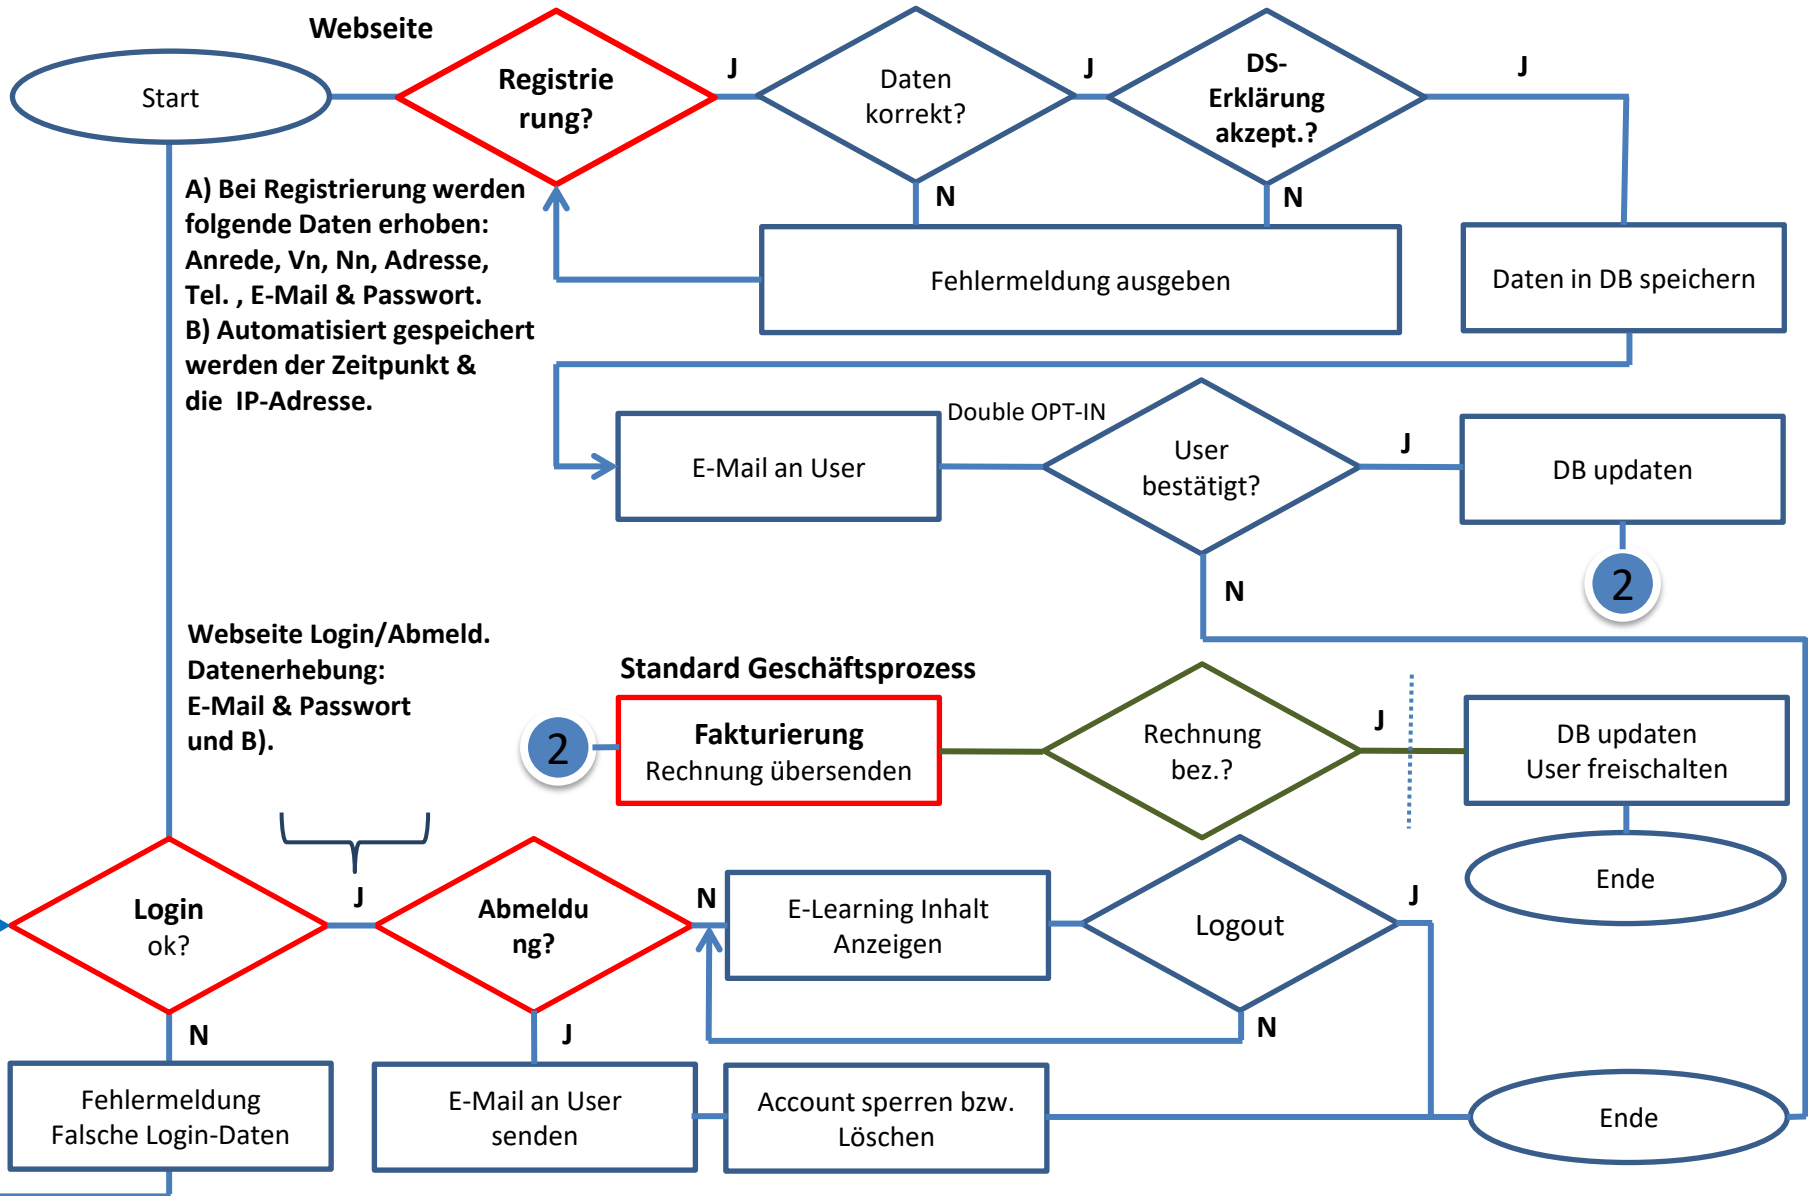 Webseite
Start
Registrie
rung?
J
Daten
korrekt?
J
DS-
Erklärung
akzept.?
J
N
N
A) Bei Registrierung werden
folgende Daten erhoben:
Anrede, Vn, Nn, Adresse,
Tel. , E-Mail & Passwort.
B) Automatisiert gespeichert
werden der Zeitpunkt &
die IP-Adresse.
Fehlermeldung ausgeben
Daten in DB speichern
E-Mail an User
Double OPT-IN
User
bestätigt?
J
DB updaten
N
2
Webseite Login/Abmeld.
Datenerhebung:
E-Mail & Passwort
und B).
Standard Geschäftsprozess
2
Fakturierung
Rechnung übersenden
Rechnung
bez.?
J
DB updaten
User freischalten
Ende
Login
ok?
J
Abmeldu
ng?
N
E-Learning Inhalt
Anzeigen
Logout
J
N
J
N
Fehlermeldung
Falsche Login-Daten
E-Mail an User
senden
Account sperren bzw.
Löschen
Ende